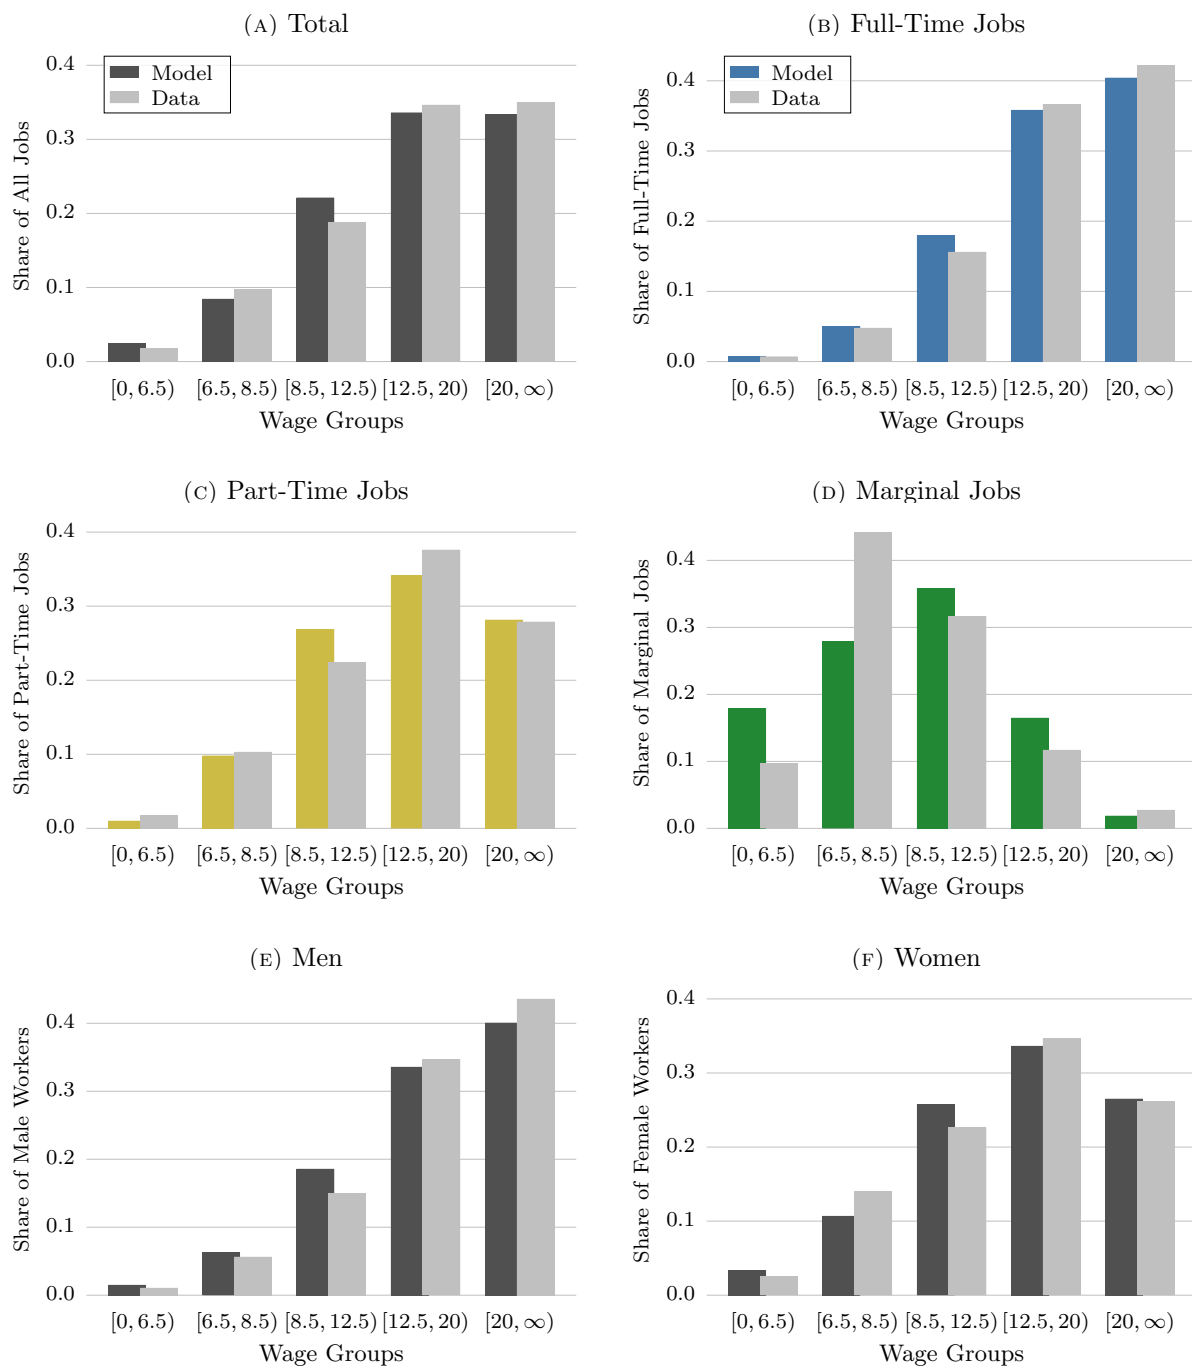 (A) Total
Share of All Jobs
0.4
0.3
0.2
0.1
0.0
Model
Data
[0, 6.5) [6.5, 8.5) [8.5, 12.5) [12.5, 20) [20, ∞)
Wage Groups
(B) Full-Time Jobs
Share of Full-Time Jobs
0.4
0.3
0.2
0.1
0.0
Model
Data
[0, 6.5) [6.5, 8.5) [8.5, 12.5) [12.5, 20) [20, ∞)
Wage Groups
(C) Part-Time Jobs
Share of Part-Time Jobs
0.4
0.3
0.2
0.1
0.0
[0, 6.5) [6.5, 8.5) [8.5, 12.5) [12.5, 20) [20, ∞)
Wage Groups
(D) Marginal Jobs
Share of Marginal Jobs
0.4
0.3
0.2
0.1
0.0
[0, 6.5) [6.5, 8.5) [8.5, 12.5) [12.5, 20) [20, ∞)
Wage Groups
(E) Men
Share of Male Workers
0.4
0.3
0.2
0.1
0.0
[0, 6.5) [6.5, 8.5) [8.5, 12.5) [12.5, 20) [20, ∞)
Wage Groups
(F) Women
Share of Female Workers
0.4
0.3
0.2
0.1
0.0
[0, 6.5) [6.5, 8.5) [8.5, 12.5) [12.5, 20) [20, ∞)
Wage Groups